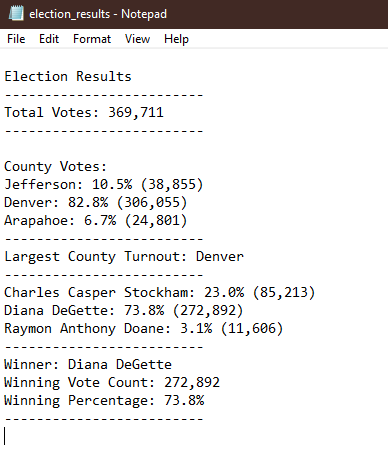 election_results - Notepad
File Edit Format View Help
Election Results
-------------------------
Total Votes: 369,711
-------------------------
County Votes:
Jefferson: 10.5% (38,855)
Denver: 82.8% (306,055)
Arapahoe: 6.7% (24,801)
-------------------------
Largest County Turnout: Denver
-------------------------
Charles Casper Stockham: 23.0% (85,213)
Diana DeGette: 73.8% (272,892)
Raymon Anthony Doane: 3.1% (11,606)
-------------------------
Winner: Diana DeGette
Winning Vote Count: 272,892
Winning Percentage: 73.8%
-------------------------